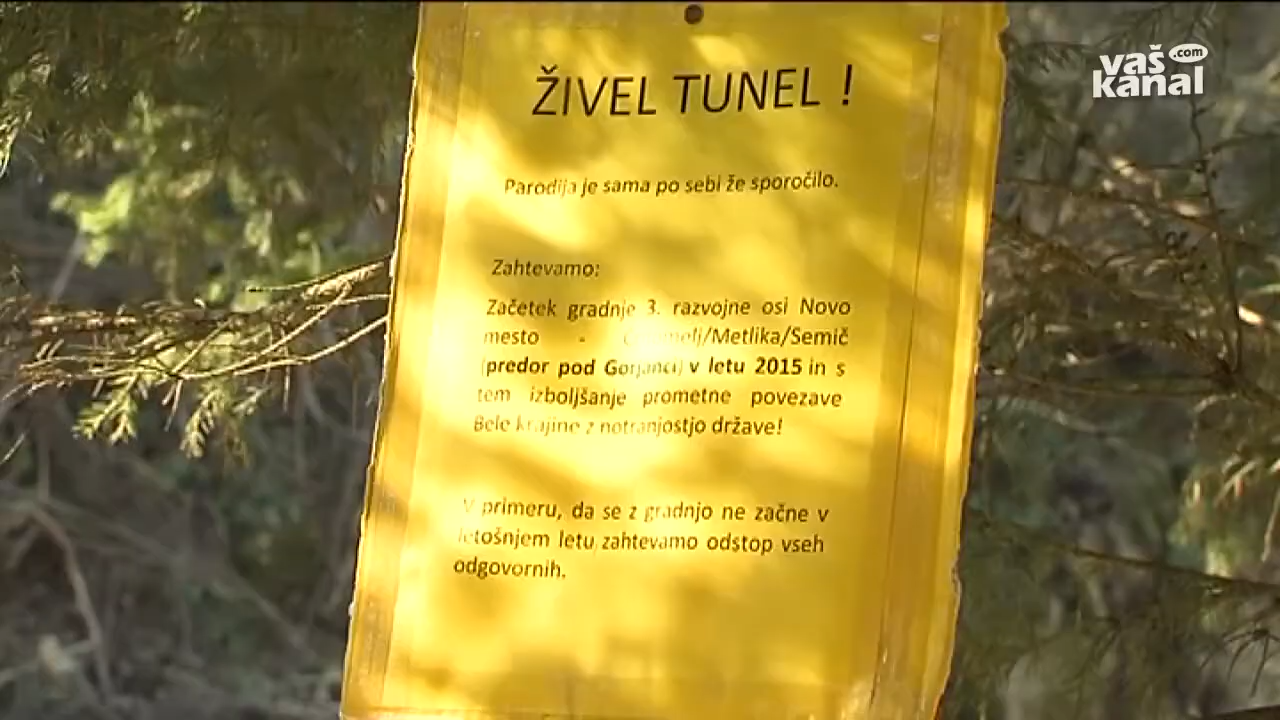 vaš .com
kanal
ŽIVEL TUNEL !
Parodija je sama po sebi že sporočilo.
Zahtevamo:
Začetek gradnje 3. razvojne osi Novo
mesto - /Metlika/Semič
(predor pod Gorjanci) v letu 2015 in s
tem izboljšanje prometne povezave
Bele krajine z notranjostjo države!
V primeru, da se z gradnjo ne začne v
letošnjem letu, zahtevamo odstop vseh
odgovornih.